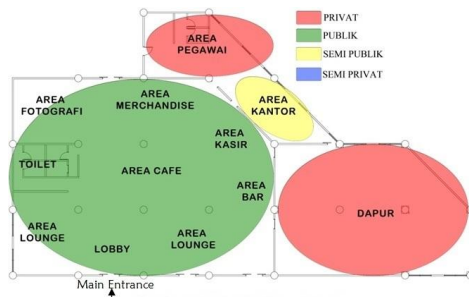 PRIVAT
PUBLIK
SEMI PUBLIK
SEMI PRIVAT
AREA
PEGAWAI
AREA
FOTOGRAFI
AREA
MERCHANDISE
AREA
KANTOR
AREA
KASIR
TOILET
AREA CAFE
AREA
BAR
DAPUR
AREA
LOUNGE
LOBBY
AREA
LOUNGE
Main Entrance